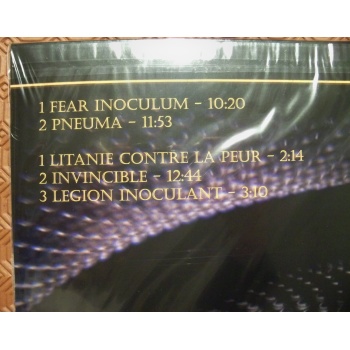 1 FEAR INOCULUM – 10:20
2 PNEUMA – 11:53
1 LITANIE CONTRE LA PEUR – 2:14
2 INVINCIBLE – 12:44
3 LEGION INOCULANT – 3:10